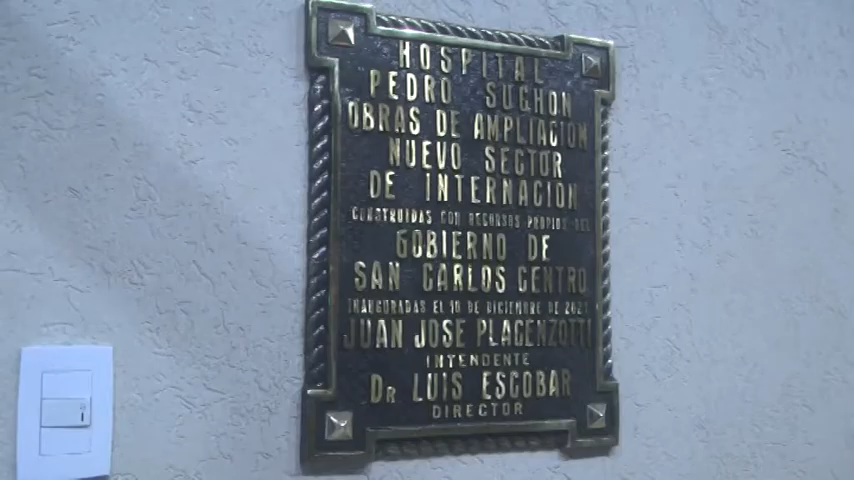 HOSPITAL
PEDRO SUCHON
OBRAS DE AMPLIACION
NUEVO SECTOR
DE INTERNACION
CONSTRUIDAS CON RECURSOS PROPIOS DEL
GOBIERNO DE
SAN CARLOS CENTRO
INAUGURADAS EL 10 DE DICIEMBRE DE 2021
JUAN JOSE PLACENZOTTI
INTENDENTE
DR LUIS ESCOBAR
DIRECTOR